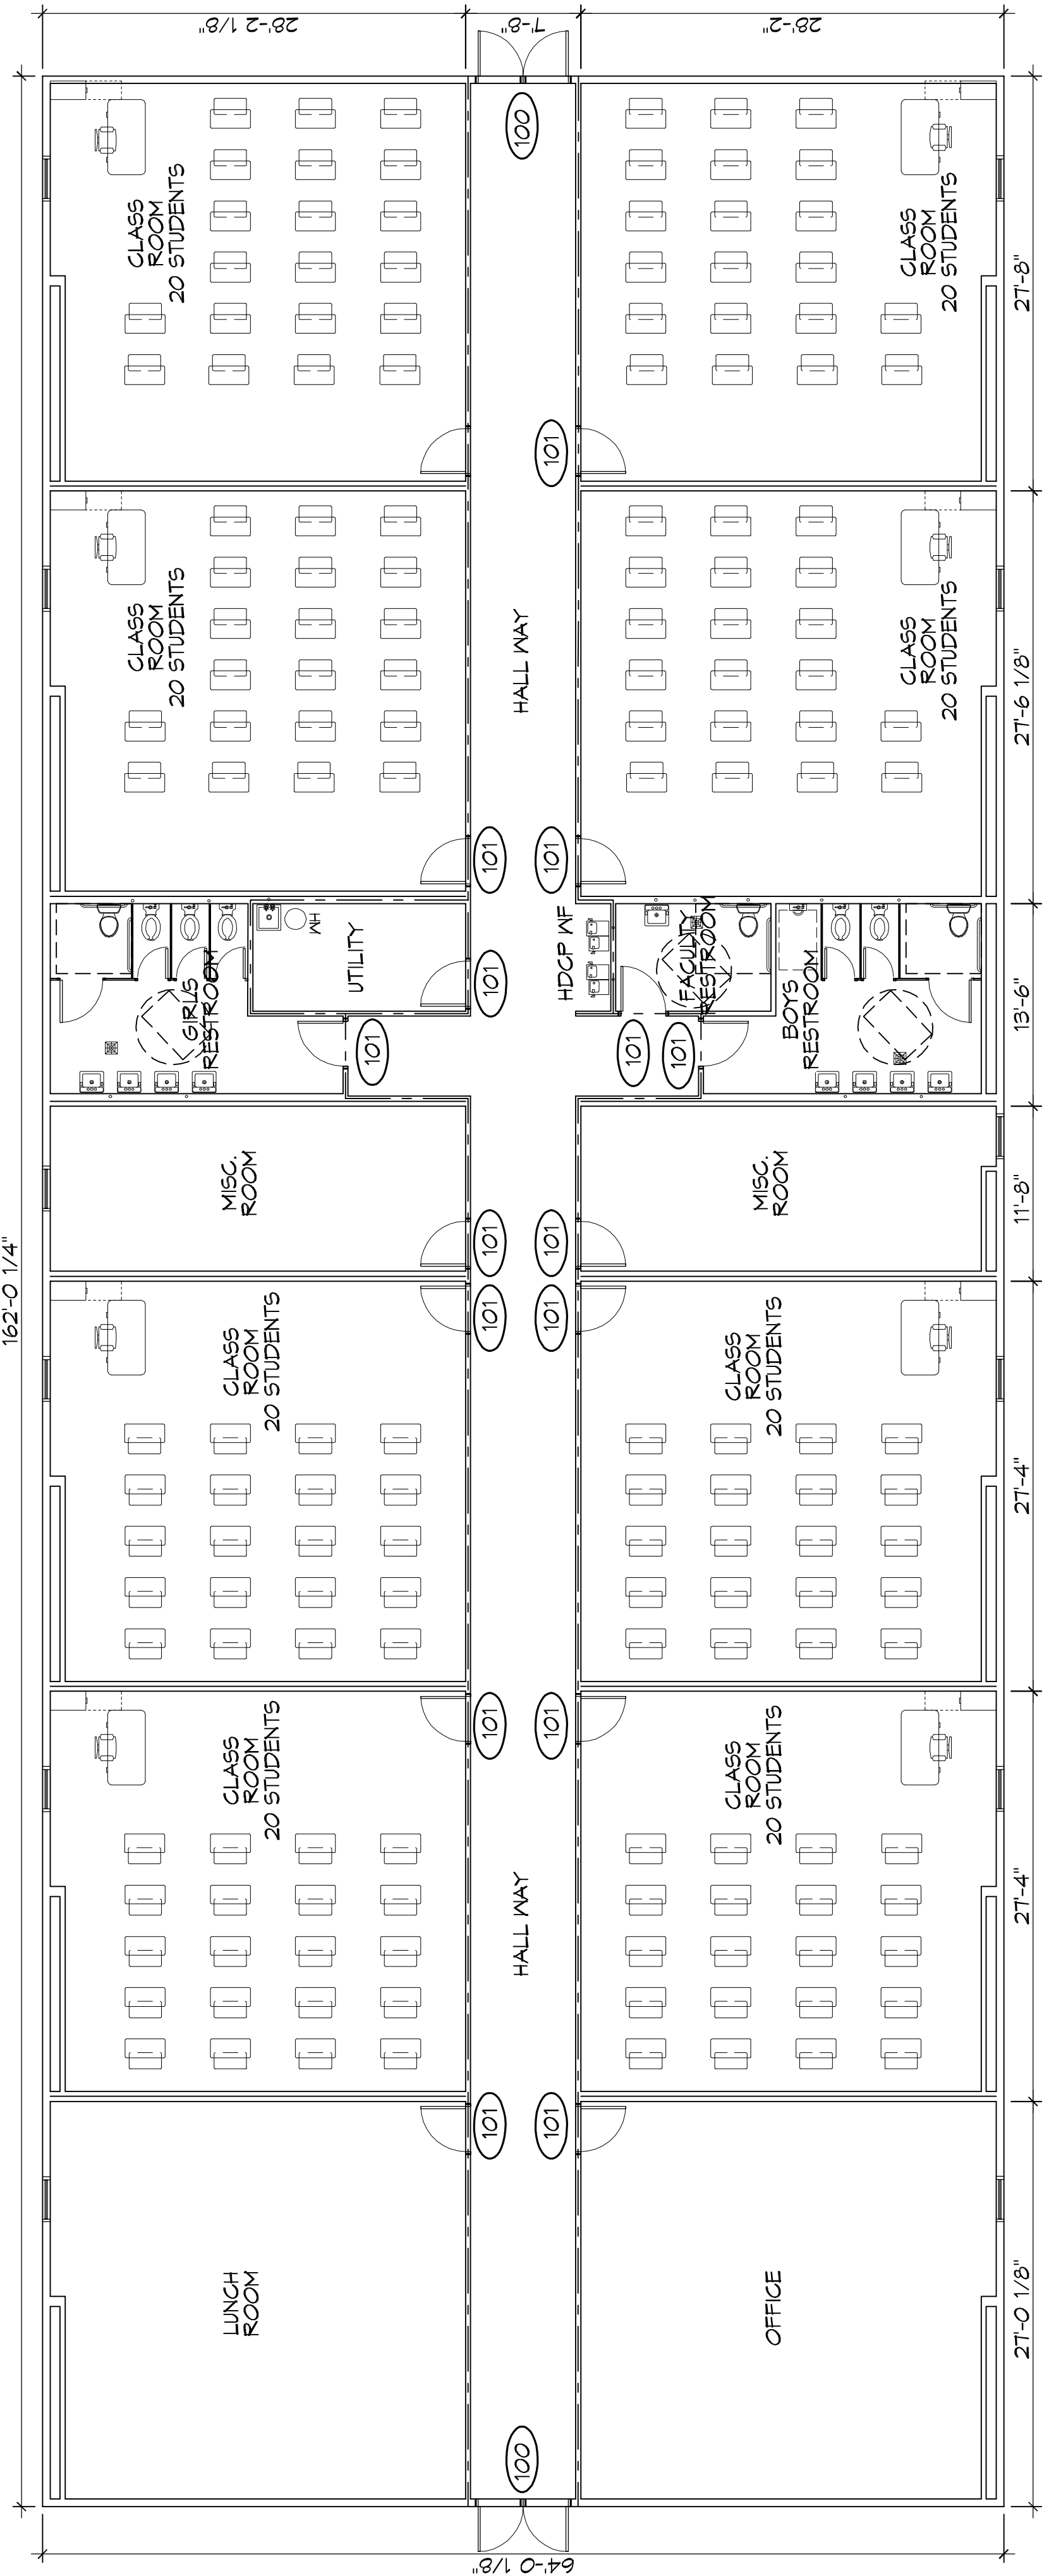 28'-2 1/8"
7'-8"
28'-2"
100
CLASS
ROOM
20 STUDENTS
CLASS
ROOM
20 STUDENTS
27'-8"
101
CLASS
ROOM
20 STUDENTS
HALL WAY
CLASS
ROOM
20 STUDENTS
27'-6 1/8"
101
101
GIRLS
RESTROOM
WH
UTILITY
101
101
HDCP WF
FACULTY
RESTROOM
101
101
BOYS
RESTROOM
13'-6"
MISC.
ROOM
MISC.
ROOM
11'-8"
101
101
162'-0 1/4"
101
101
CLASS
ROOM
20 STUDENTS
CLASS
ROOM
20 STUDENTS
27'-4"
101
101
CLASS
ROOM
20 STUDENTS
HALL WAY
CLASS
ROOM
20 STUDENTS
27'-4"
101
101
LUNCH
ROOM
OFFICE
27'-0 1/8"
100
64'-0 1/8"